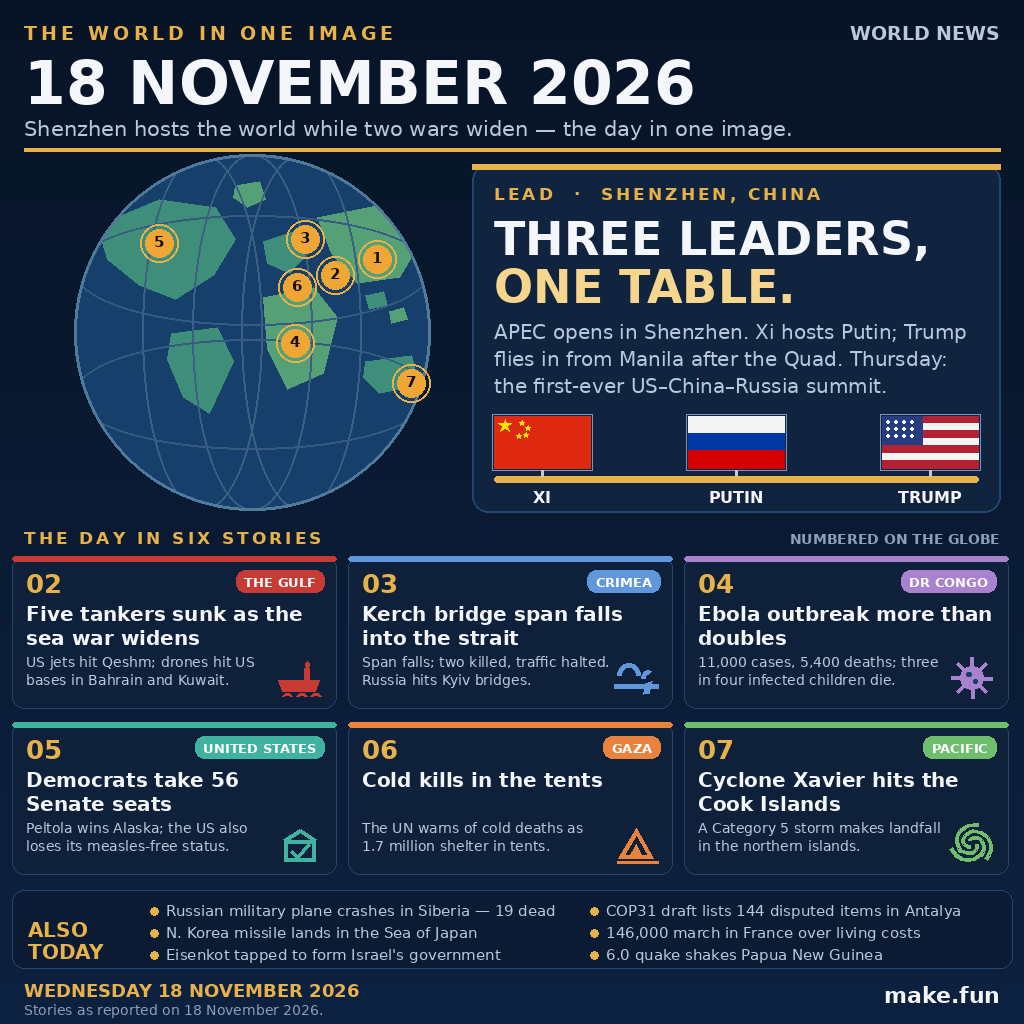 THE WORLD IN ONE IMAGE
WORLD NEWS
18 NOVEMBER 2026
Shenzhen hosts the world while two wars widen — the day in one image.
5
3
1
2
6
4
7
LEAD · SHENZHEN, CHINA
THREE LEADERS,
ONE TABLE.
APEC opens in Shenzhen. Xi hosts Putin; Trump
flies in from Manila after the Quad. Thursday:
the first-ever US–China–Russia summit.
XI
PUTIN
TRUMP
THE DAY IN SIX STORIES
NUMBERED ON THE GLOBE
02
THE GULF
Five tankers sunk as the
sea war widens
US jets hit Qeshm; drones hit US
bases in Bahrain and Kuwait.
03
CRIMEA
Kerch bridge span falls
into the strait
Span falls; two killed, traffic halted.
Russia hits Kyiv bridges.
04
DR CONGO
Ebola outbreak more than
doubles
11,000 cases, 5,400 deaths; three
in four infected children die.
05
UNITED STATES
Democrats take 56
Senate seats
Peltola wins Alaska; the US also
loses its measles-free status.
06
GAZA
Cold kills in the tents
The UN warns of cold deaths as
1.7 million shelter in tents.
07
PACIFIC
Cyclone Xavier hits the
Cook Islands
A Category 5 storm makes landfall
in the northern islands.
ALSO
TODAY
Russian military plane crashes in Siberia — 19 dead
N. Korea missile lands in the Sea of Japan
Eisenkot tapped to form Israel's government
COP31 draft lists 144 disputed items in Antalya
146,000 march in France over living costs
6.0 quake shakes Papua New Guinea
WEDNESDAY 18 NOVEMBER 2026
Stories as reported on 18 November 2026.
make.fun